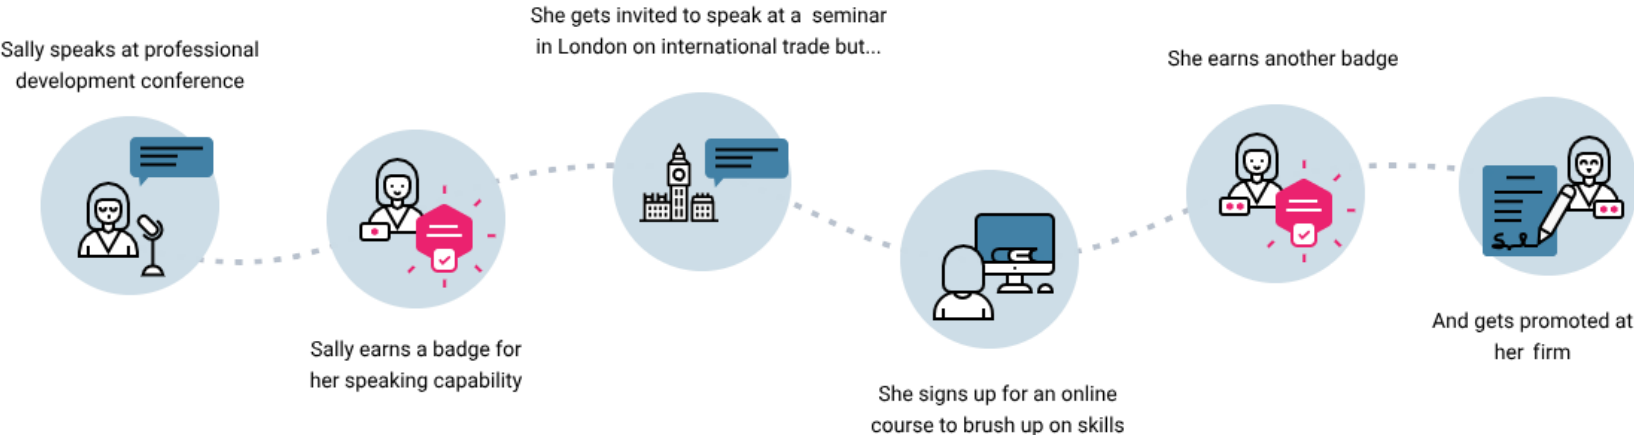 Sally speaks at professional
development conference
Sally earns a badge for
her speaking capability
She gets invited to speak at a seminar
in London on international trade but...
She signs up for an online
course to brush up on skills
She earns another badge
And gets promoted at
her firm